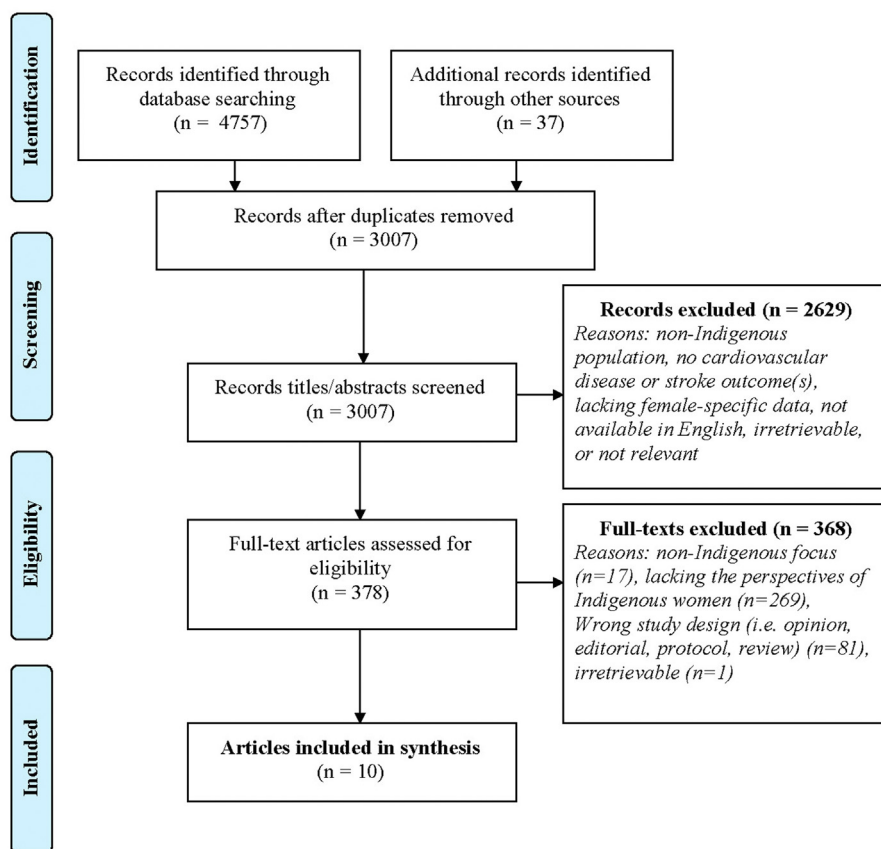 Identification
Records identified through
database searching
(n = 4757)
Additional records identified
through other sources
(n = 37)
Records after duplicates removed
(n = 3007)
Screening
Records titles/abstracts screened
(n = 3007)
Records excluded (n = 2629)
Reasons: non-Indigenous
population, no cardiovascular
disease or stroke outcome(s),
lacking female-specific data, not
available in English, irretrievable,
or not relevant
Eligibility
Full-text articles assessed for
eligibility
(n = 378)
Full-texts excluded (n = 368)
Reasons: non-Indigenous focus
(n=17), lacking the perspectives of
Indigenous women (n=269),
Wrong study design (i.e. opinion,
editorial, protocol, review) (n=81),
irretrievable (n=1)
Included
Articles included in synthesis
(n = 10)